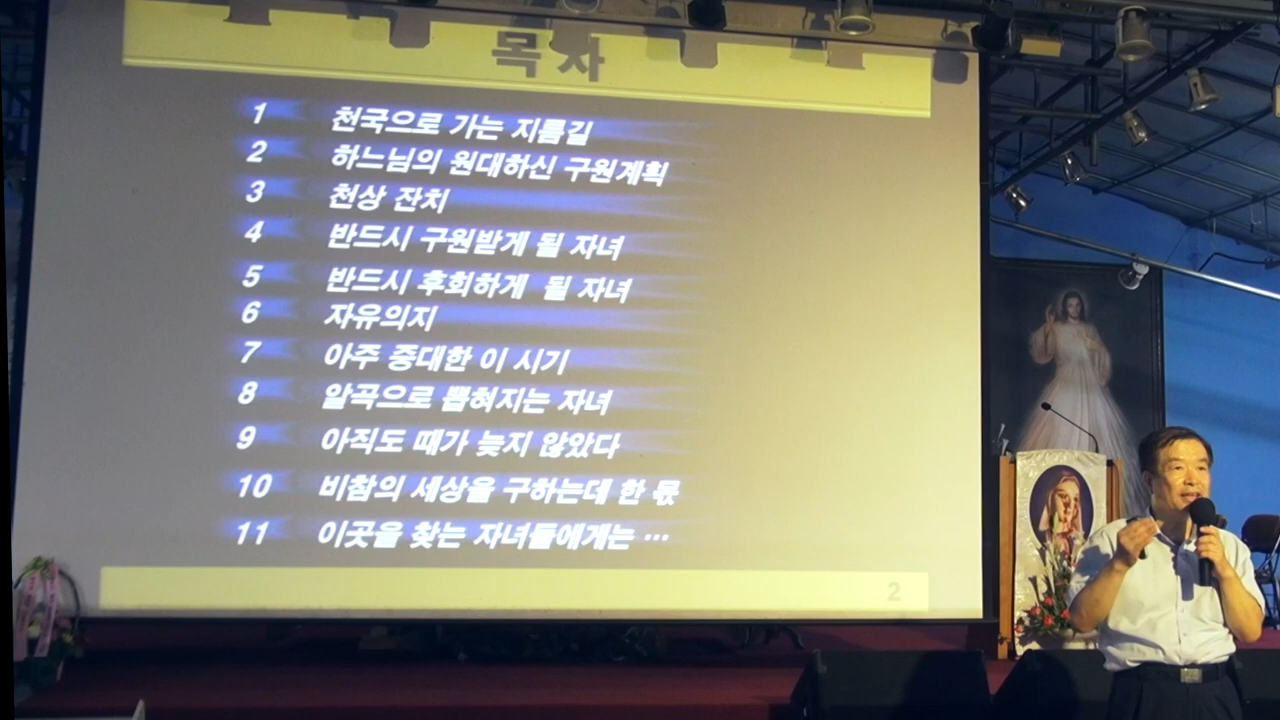 목차
1 천국으로 가는 지름길
2 하느님의 원대하신 구원계획
3 천상 잔치
4 반드시 구원받게 될 자녀
5 반드시 후회하게 될 자녀
6 자유의지
7 아주 중대한 이 시기
8 알곡으로 뽑혀지는 자녀
9 아직도 때가 늦지 않았다
10 비참의 세상을 구하는데 한 몫
11 이곳을 찾는 자녀들에게는 …
2